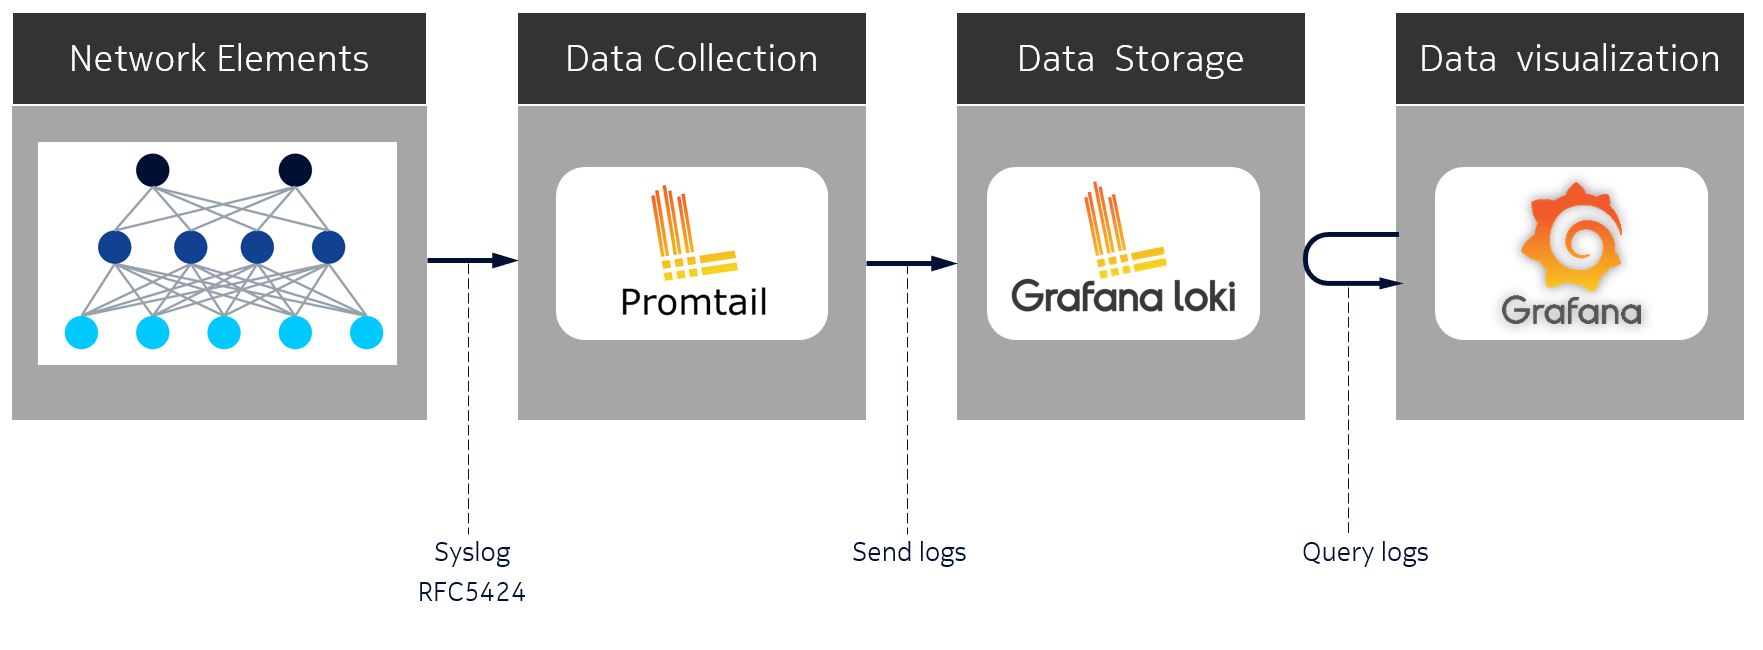 Network Elements
Data Collection
Data Storage
Data visualization
Promtail
Grafana loki
Grafana
Syslog
RFC5424
Send logs
Query logs